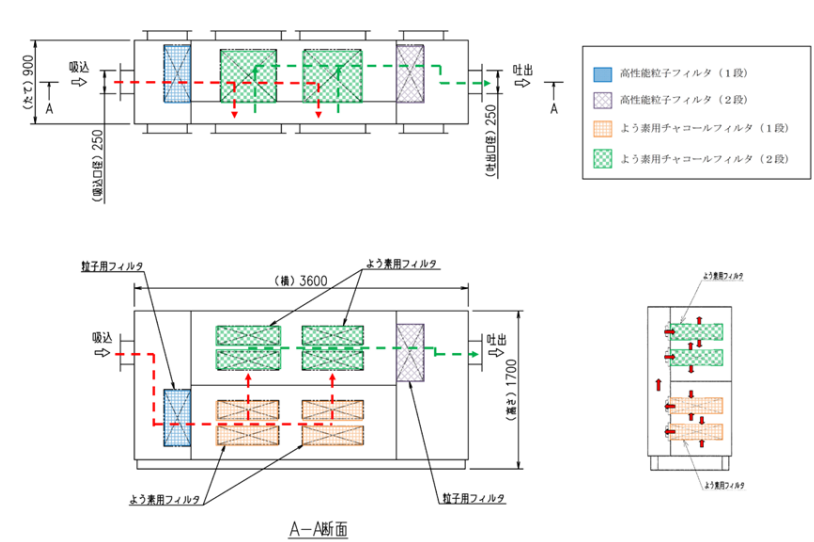 吸込
吐出
(たて) 900
A
A
(吸込口径) 250
(吐出口径) 250
高性能粒子フィルタ（1段）
高性能粒子フィルタ（2段）
よう素用チャコールフィルタ（1段）
よう素用チャコールフィルタ（2段）
粒子用フィルタ
よう素用フィルタ
(横) 3600
吸込
吐出
(高さ) 1700
よう素用フィルタ
粒子用フィルタ
A－A断面
よう素用フィルタ
よう素用フィルタ